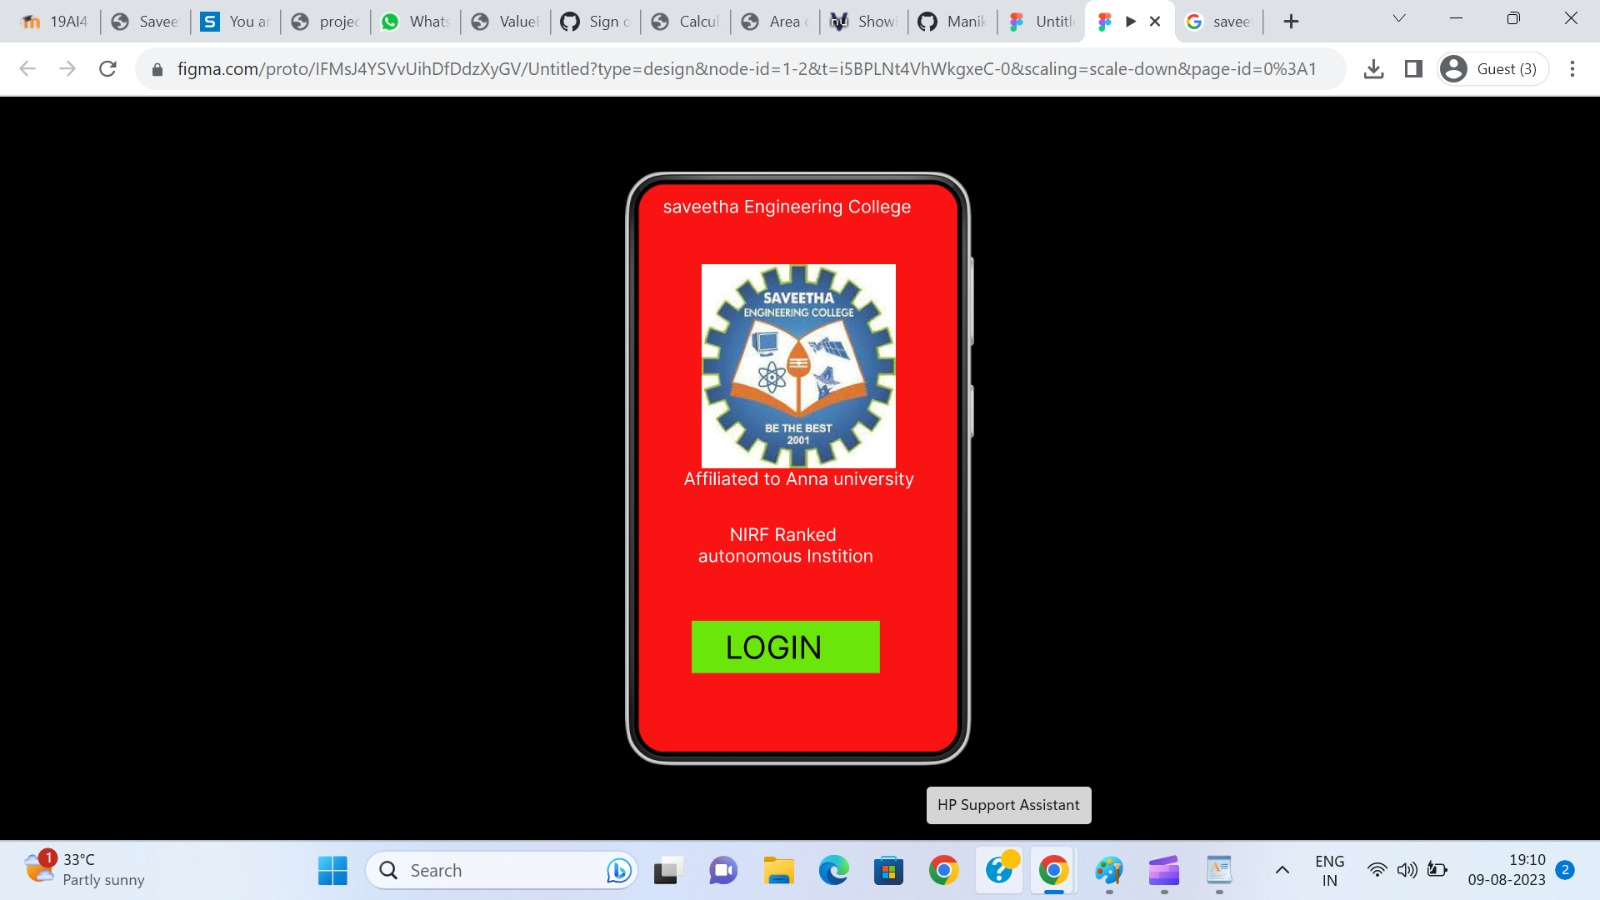 19AI4
Savee
You a
projec
Whats
Value
Sign o
Calcul
Area o
Showi
Manik
Untitl
savee
figma.com/proto/IFMsJ4YSVvUihDfDdzXyGV/Untitled?type=design&node-id=1-2&t=i5BPLNt4VhWkgxeC-0&scaling=scale-down&page-id=0%3A1
Guest (3)
saveetha Engineering College
SAVEETHA
ENGINEERING COLLEGE
BE THE BEST
2001
Affiliated to Anna university
NIRF Ranked
autonomous Instition
LOGIN
HP Support Assistant
1
33°C
Partly sunny
Search
ENG
IN
19:10
09-08-2023
2